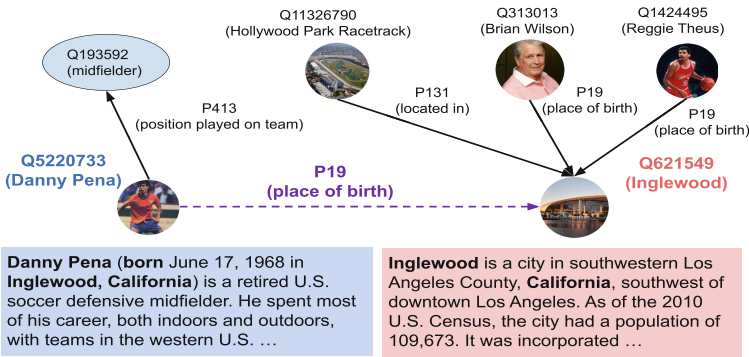 Q11326790
(Hollywood Park Racetrack)
Q313013
(Brian Wilson)
Q1424495
(Reggie Theus)
Q193592
(midfielder)
P413
(position played on team)
P131
(located in)
P19
(place of birth)
P19
(place of birth)
Q5220733
(Danny Pena)
P19
(place of birth)
Q621549
(Inglewood)
Danny Pena (born June 17, 1968 in
Inglewood, California) is a retired U.S.
soccer defensive midfielder. He spent most
of his career, both indoors and outdoors,
with teams in the western U.S. …
Inglewood is a city in southwestern Los
Angeles County, California, southwest of
downtown Los Angeles. As of the 2010
U.S. Census, the city had a population of
109,673. It was incorporated …